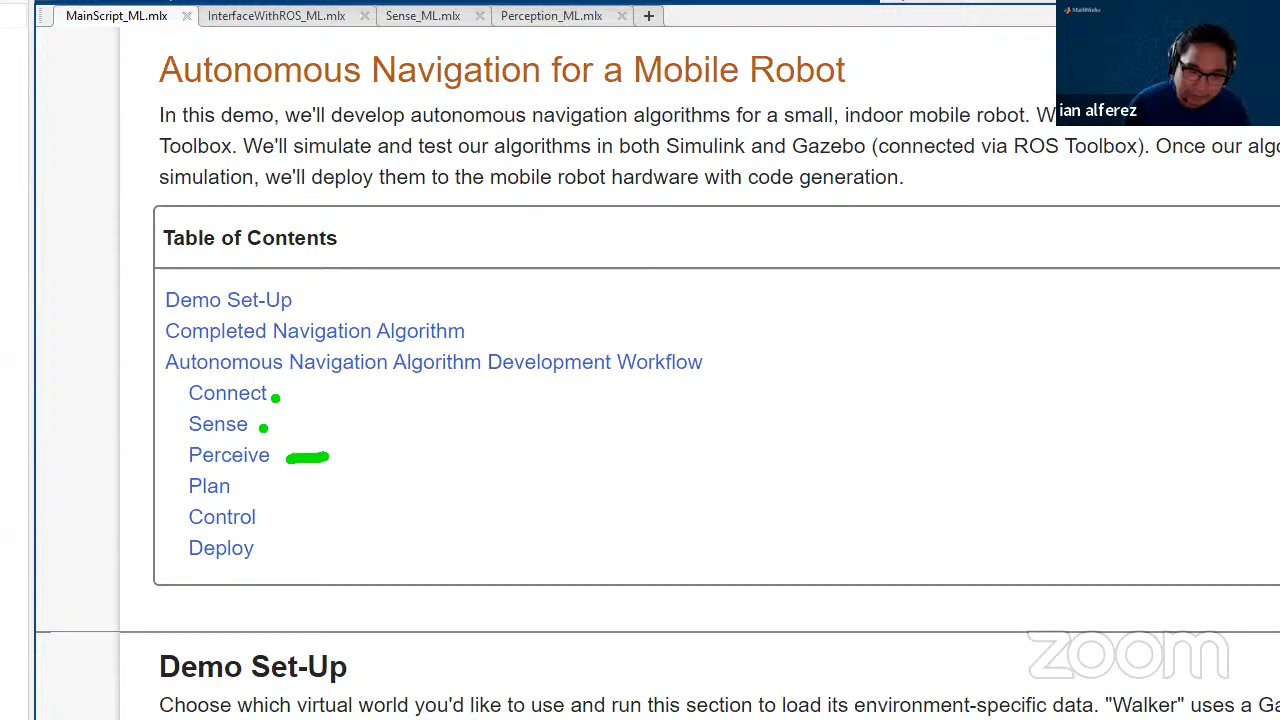 MainScript_ML.mlx
InterfaceWithROS_ML.mlx
Sense_ML.mlx
Perception_ML.mlx
MathWorks
ian alferez
Autonomous Navigation for a Mobile Robot
In this demo, we'll develop autonomous navigation algorithms for a small, indoor mobile robot. W
Toolbox. We'll simulate and test our algorithms in both Simulink and Gazebo (connected via ROS Toolbox). Once our algo
simulation, we'll deploy them to the mobile robot hardware with code generation.
Table of Contents
Demo Set-Up
Completed Navigation Algorithm
Autonomous Navigation Algorithm Development Workflow
Connect
Sense
Perceive
Plan
Control
Deploy
Demo Set-Up
Choose which virtual world you'd like to use and run this section to load its environment-specific data. "Walker" uses a Ga
zoom